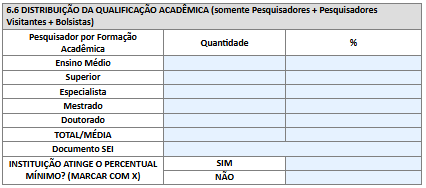 6.6 DISTRIBUIÇÃO DA QUALIFICAÇÃO ACADÊMICA (somente Pesquisadores + Pesquisadores
Visitantes + Bolsistas)
Pesquisador por Formação
Acadêmica
Quantidade
%
Ensino Médio
Superior
Especialista
Mestrado
Doutorado
TOTAL/MÉDIA
Documento SEI
INSTITUIÇÃO ATINGE O PERCENTUAL
MÍNIMO? (MARCAR COM X)
SIM
NÃO